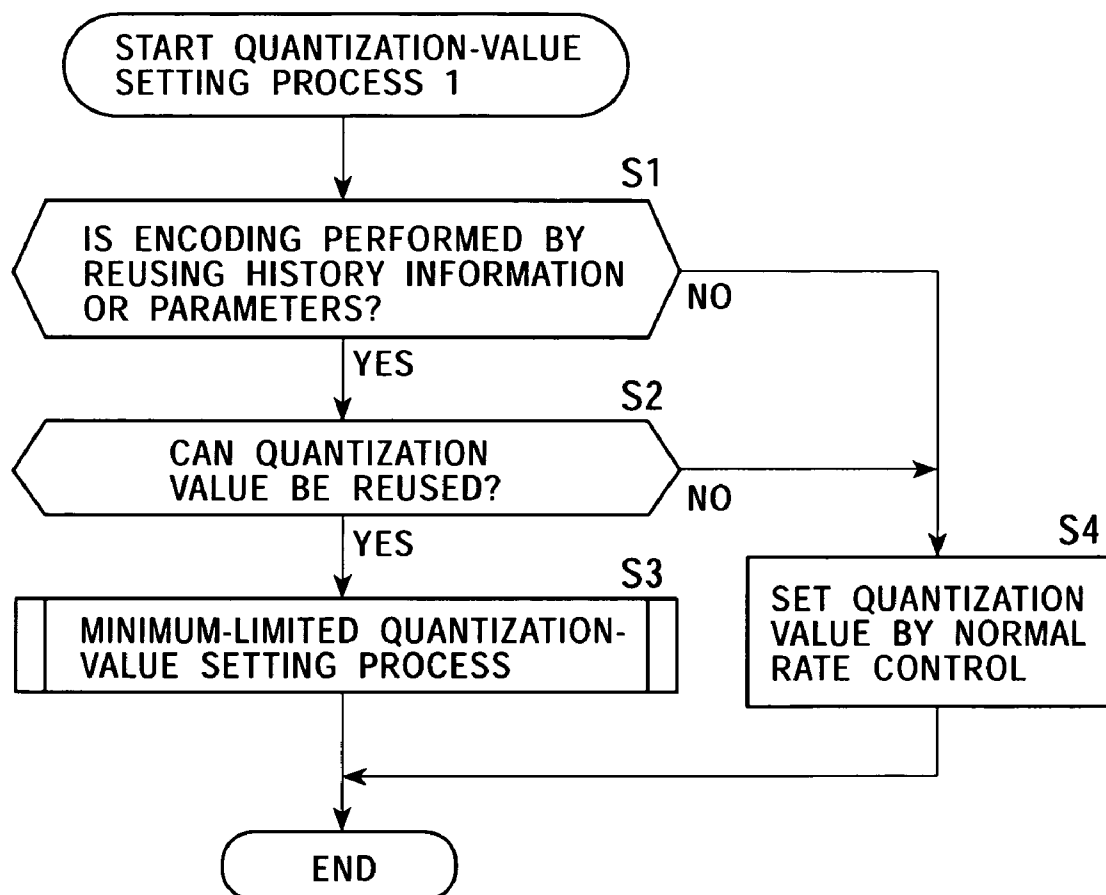 START QUANTIZATION-VALUE
SETTING PROCESS 1
S1
IS ENCODING PERFORMED BY
REUSING HISTORY INFORMATION
OR PARAMETERS?
NO
YES
S2
CAN QUANTIZATION
VALUE BE REUSED?
NO
YES
S3
MINIMUM-LIMITED QUANTIZATION-
VALUE SETTING PROCESS
S4
SET QUANTIZATION
VALUE BY NORMAL
RATE CONTROL
END